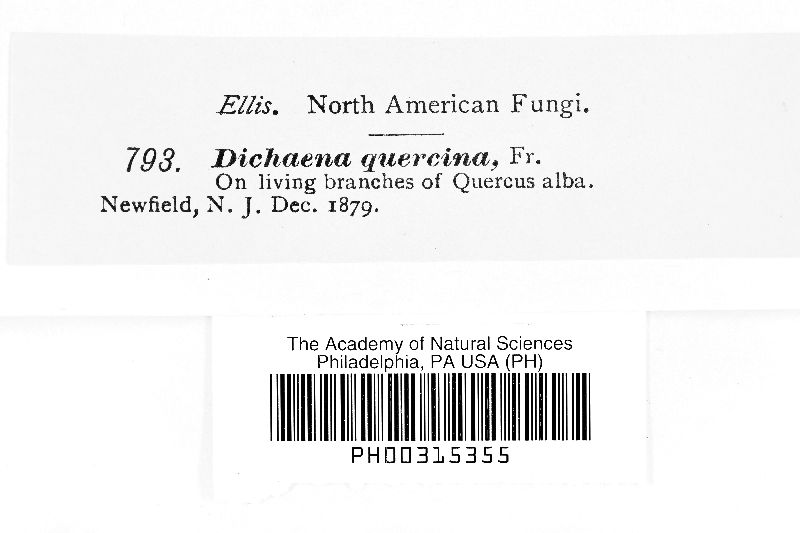 Ellis. North American Fungi.
793. Dichaena quercina, Fr.
On living branches of Quercus alba.
Newfield, N. J. Dec. 1879.
The Academy of Natural Sciences
Philadelphia, PA USA (PH)
PH00315355